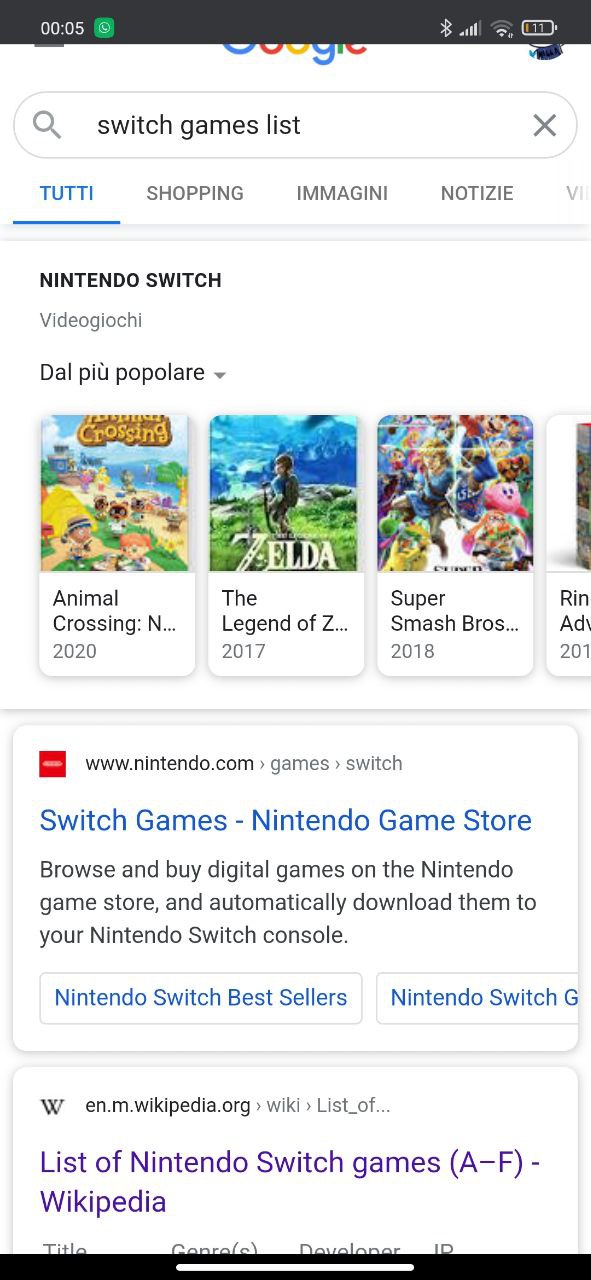 00:05
11
Google
switch games list
TUTTI SHOPPING IMMAGINI NOTIZIE
NINTENDO SWITCH
Videogiochi
Dal più popolare
Animal Crossing
ZELDA
SUPER
Animal
Crossing: N...
2020
The
Legend of Z...
2017
Super
Smash Bros...
2018
Rin
Adv
201
www.nintendo.com › games › switch
Switch Games - Nintendo Game Store
Browse and buy digital games on the Nintendo
game store, and automatically download them to
your Nintendo Switch console.
Nintendo Switch Best Sellers
Nintendo Switch G
W en.m.wikipedia.org › wiki › List_of...
List of Nintendo Switch games (A–F) -
Wikipedia
Title Genre(s) Developer